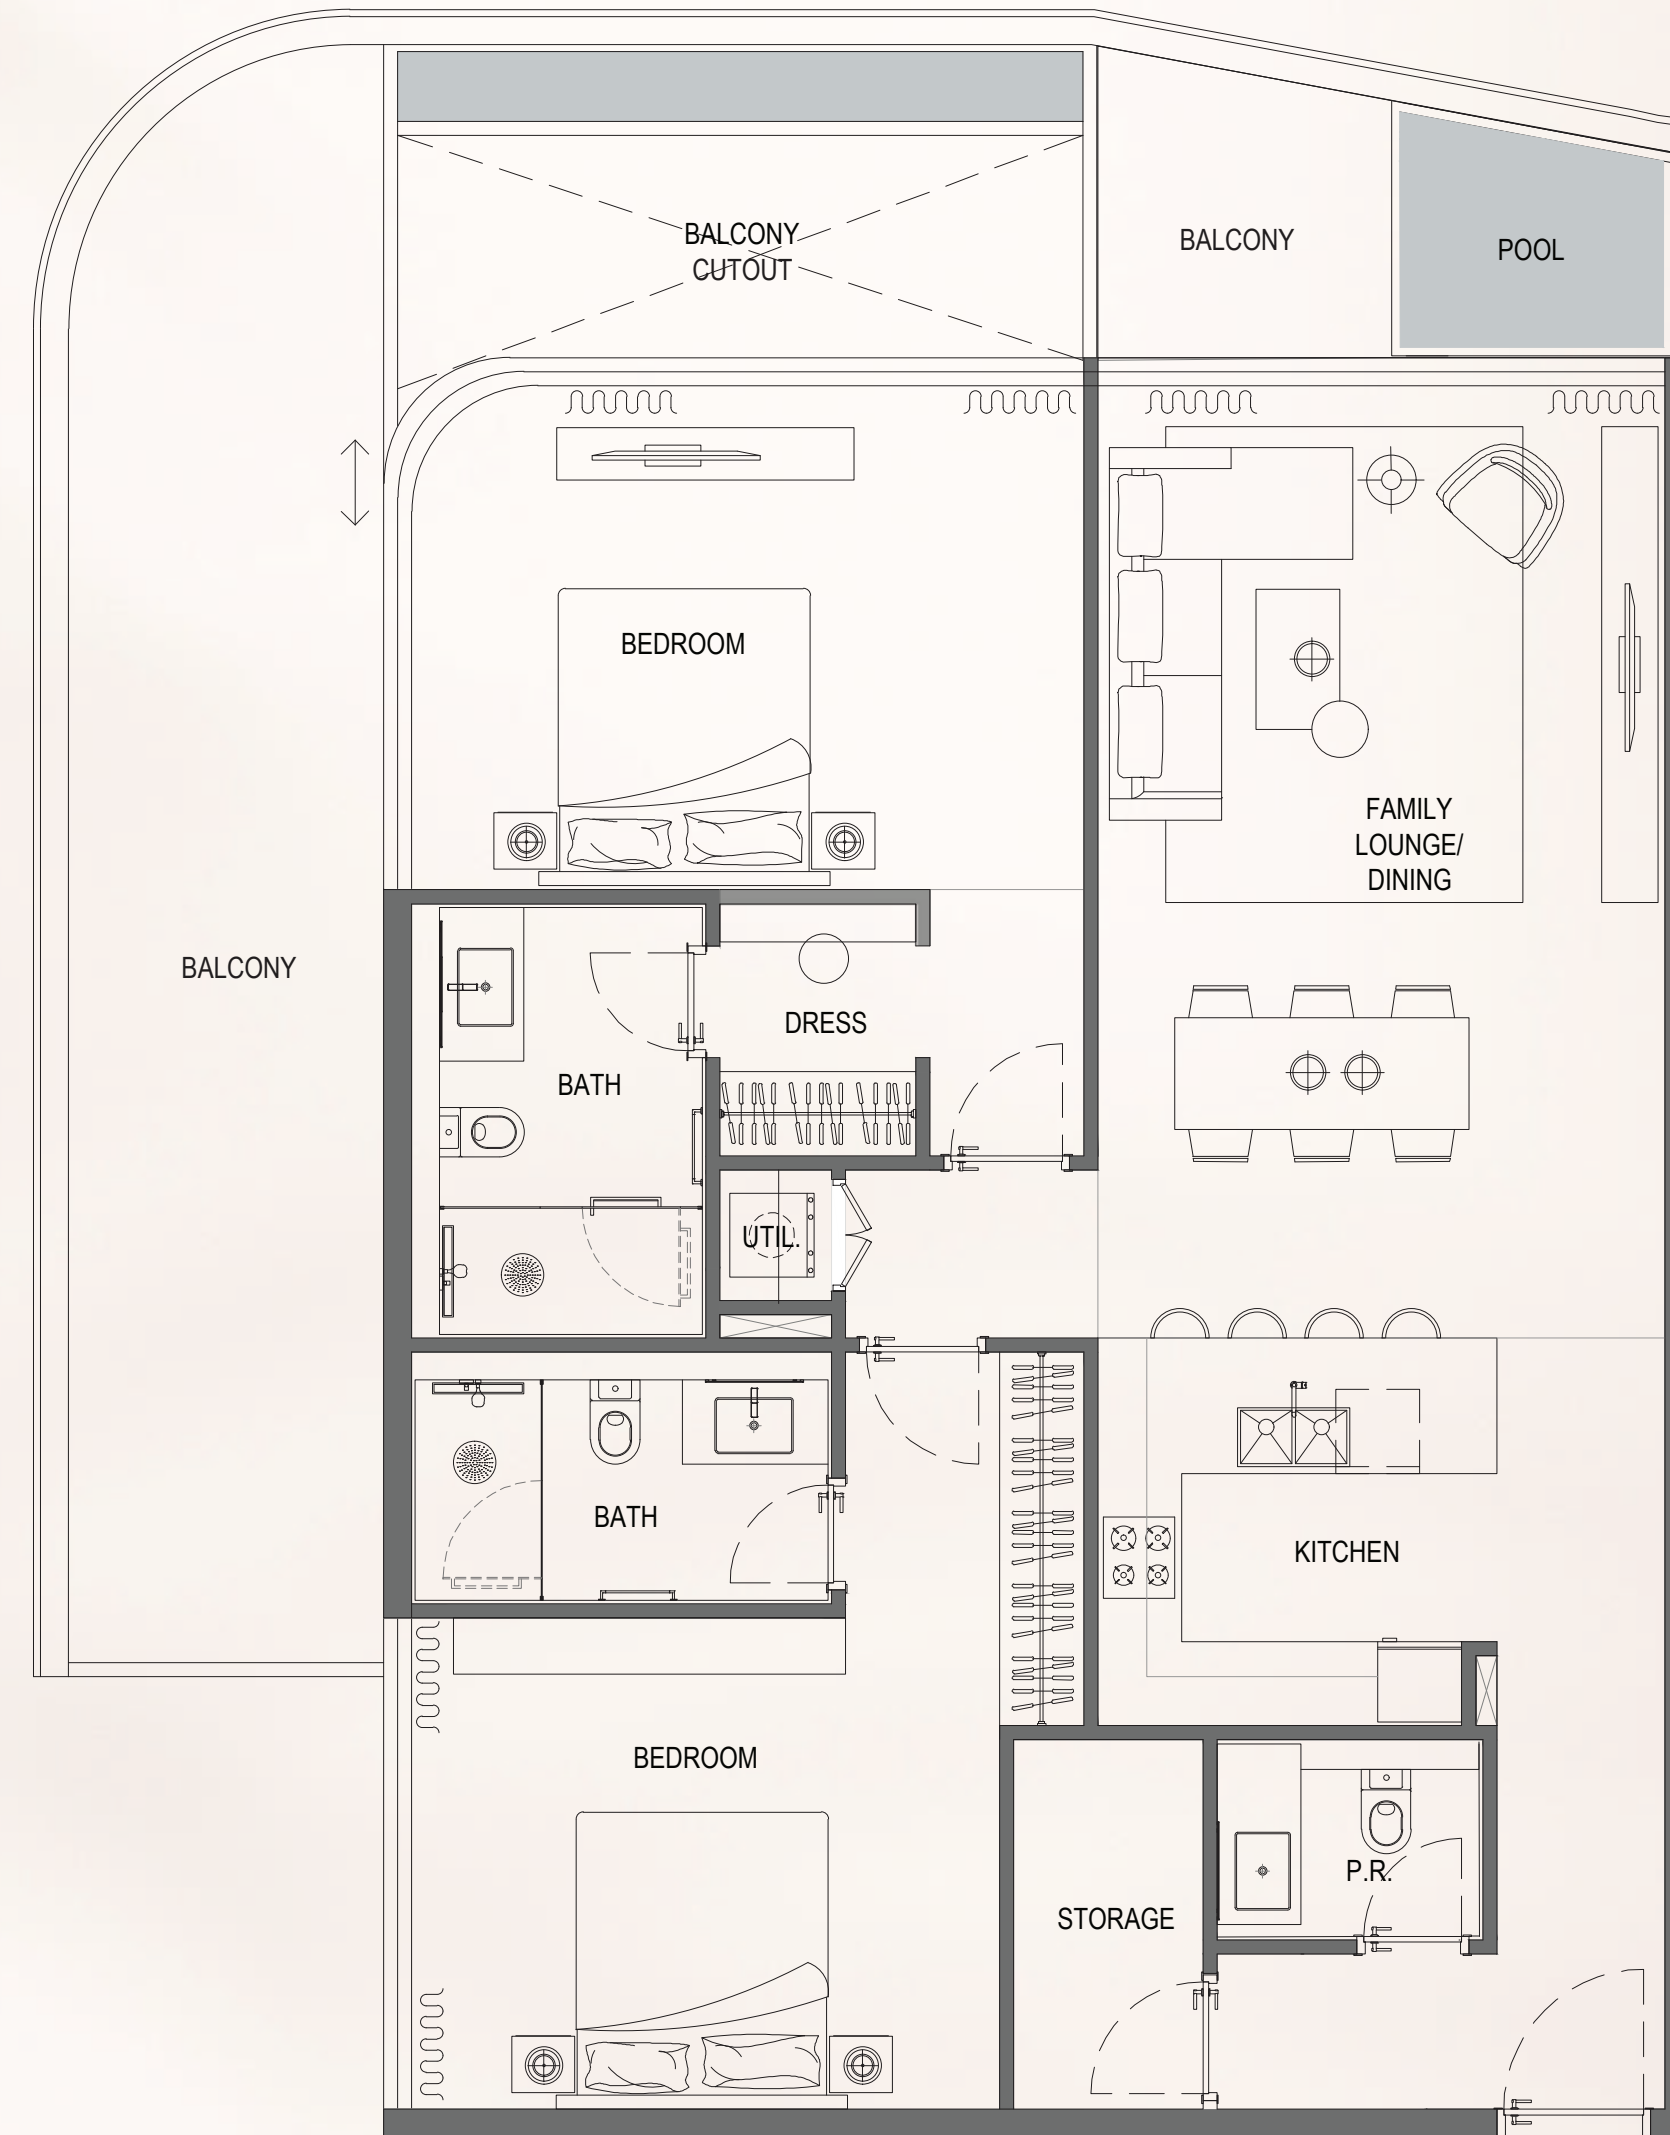 BALCONY
CUTOUT
BALCONY
POOL
BEDROOM
FAMILY
LOUNGE/
DINING
BALCONY
DRESS
BATH
UTIL.
BATH
KITCHEN
BEDROOM
P.R.
STORAGE